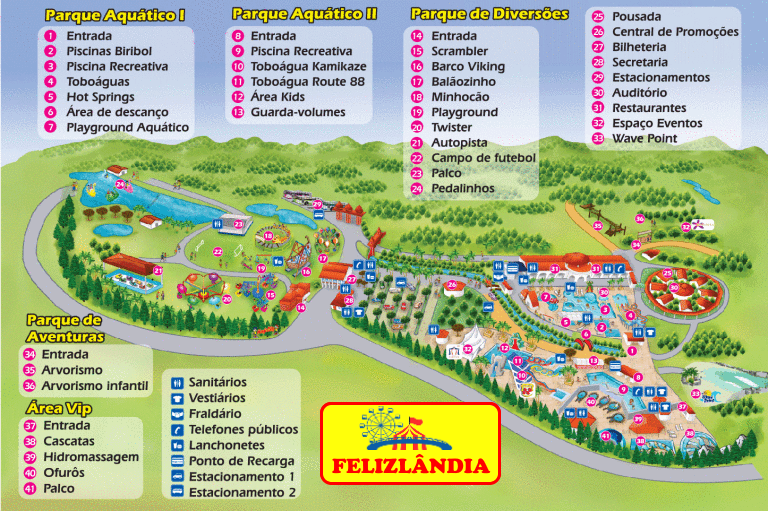 Parque Aquático I
1 Entrada
2 Piscinas Biribol
3 Piscina Recreativa
4 Toboáguas
5 Hot Springs
6 Área de descanço
7 Playground Aquático
Parque Aquático II
8 Entrada
9 Piscina Recreativa
10 Toboágua Kamikaze
11 Toboágua Route 88
12 Área Kids
13 Guarda-volumes
Parque de Diversões
14 Entrada
15 Scrambler
16 Barco Viking
17 Balãozinho
18 Minhocão
19 Playground
20 Twister
21 Autopista
22 Campo de futebol
23 Palco
24 Pedalinhos
25 Pousada
26 Central de Promoções
27 Bilheteria
28 Secretaria
29 Estacionamentos
30 Auditório
31 Restaurantes
32 Espaço Eventos
33 Wave Point
Parque de
Aventuras
34 Entrada
35 Arvorismo
36 Arvorismo infantil
Área Vip
37 Entrada
38 Cascatas
39 Hidromassagem
40 Ofurôs
41 Palco
Sanitários
Vestiários
Fraldário
Telefones públicos
Lanchonetes
Ponto de Recarga
Estacionamento 1
Estacionamento 2
FELIZLÂNDIA